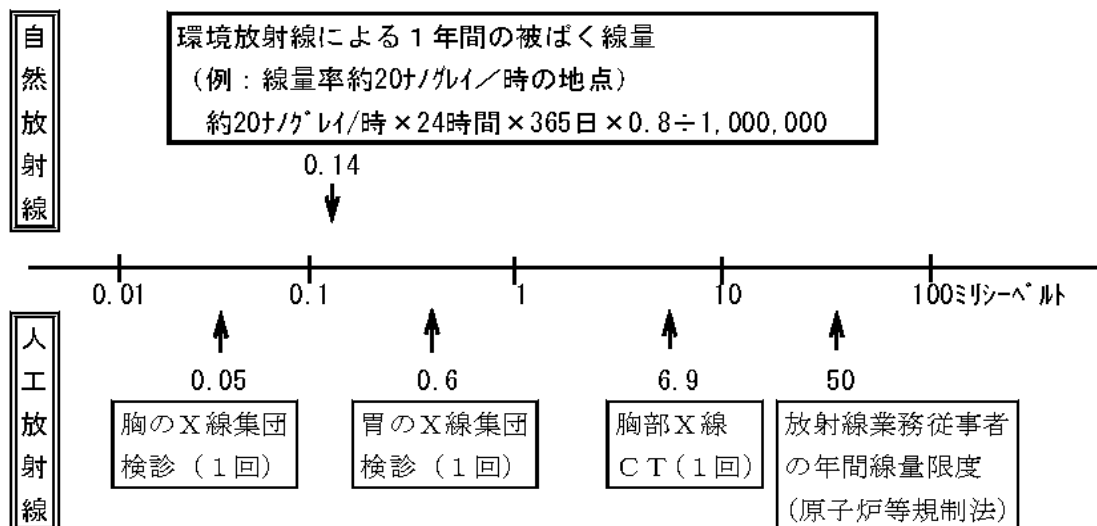 自然放射線
環境放射線による1年間の被ばく線量
（例：線量率約20ﾅﾉｸﾞﾚｲ／時の地点）
約20ﾅﾉｸﾞﾚｲ/時×24時間×365日×0.8÷1,000,000
0.14
0.01
0.1
1
10
100ﾐﾘｼｰﾍﾞﾙﾄ
人工放射線
0.05
胸のＸ線集団
検診（１回）
0.6
胃のＸ線集団
検診（１回）
6.9
胸部Ｘ線
ＣＴ(１回)
50
放射線業務従事者
の年間線量限度
(原子炉等規制法)